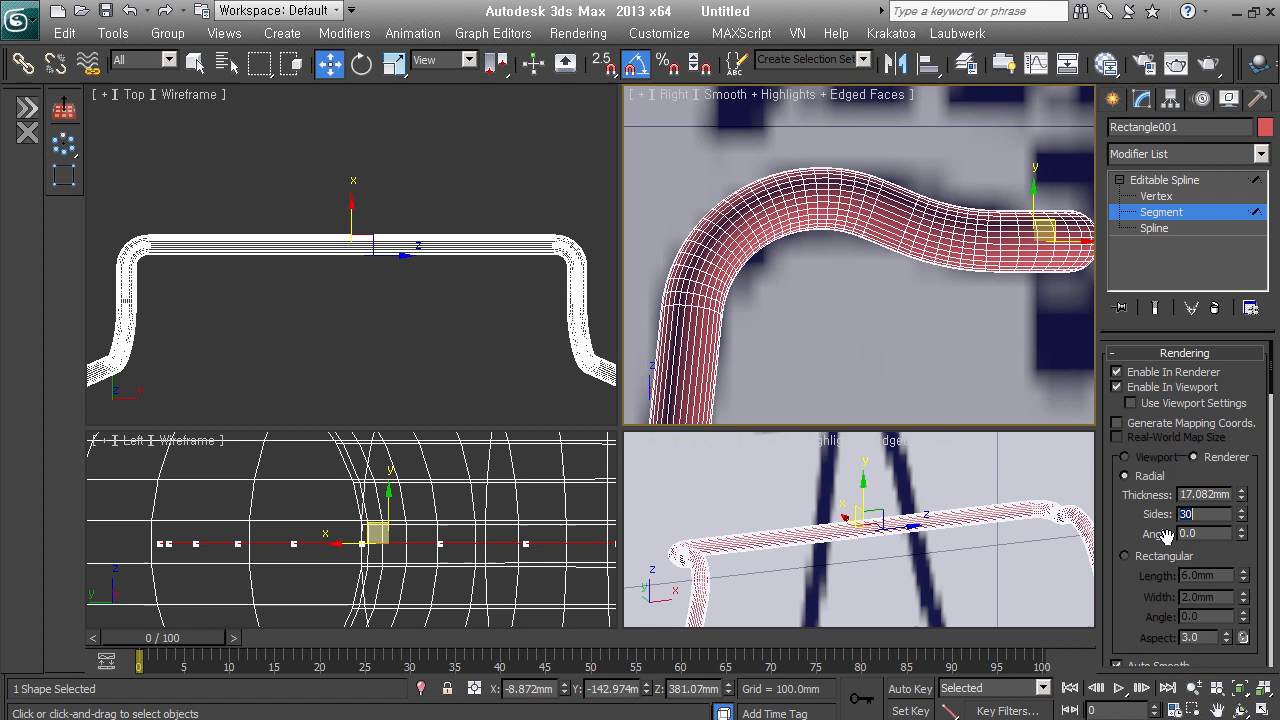 Workspace: Default
Autodesk 3ds Max 2013 x64 Untitled
Type a keyword or phrase
Edit Tools Group Views Create Modifiers Animation Graph Editors Rendering Customize MAXScript VN Help Krakatoa Laubwerk
All View 2.5 Create Selection Set
[ + ] Top ] Wireframe ]
[ + ] Right ] Smooth + Highlights + Edged Faces ]
Rectangle001
Modifier List
Editable Spline
Vertex
Segment
Spline
x
z
z
x
y
x
z
Rendering
Enable In Renderer
Enable In Viewport
Use Viewport Settings
Generate Mapping Coords.
Real-World Map Size
Viewport Renderer
Radial
Thickness: 17.082mm
Sides: 30
0.0
Rectangular
Length: 6.0mm
Width: 2.0mm
Angle: 0.0
Aspect: 3.0
Auto Smooth
[ + ] Left ] Wireframe ]
y
x
z
y
y
x
z
z
y
x
< 0 / 100 >
0 5 10 15 20 25 30 35 40 45 50 55 60 65 70 75 80 85 90 95 100
1 Shape Selected X: -8.872mm Y: -142.974m Z: 381.07mm Grid = 100.0mm Auto Key Selected
Click or click-and-drag to select objects Add Time Tag Set Key Key Filters... 0